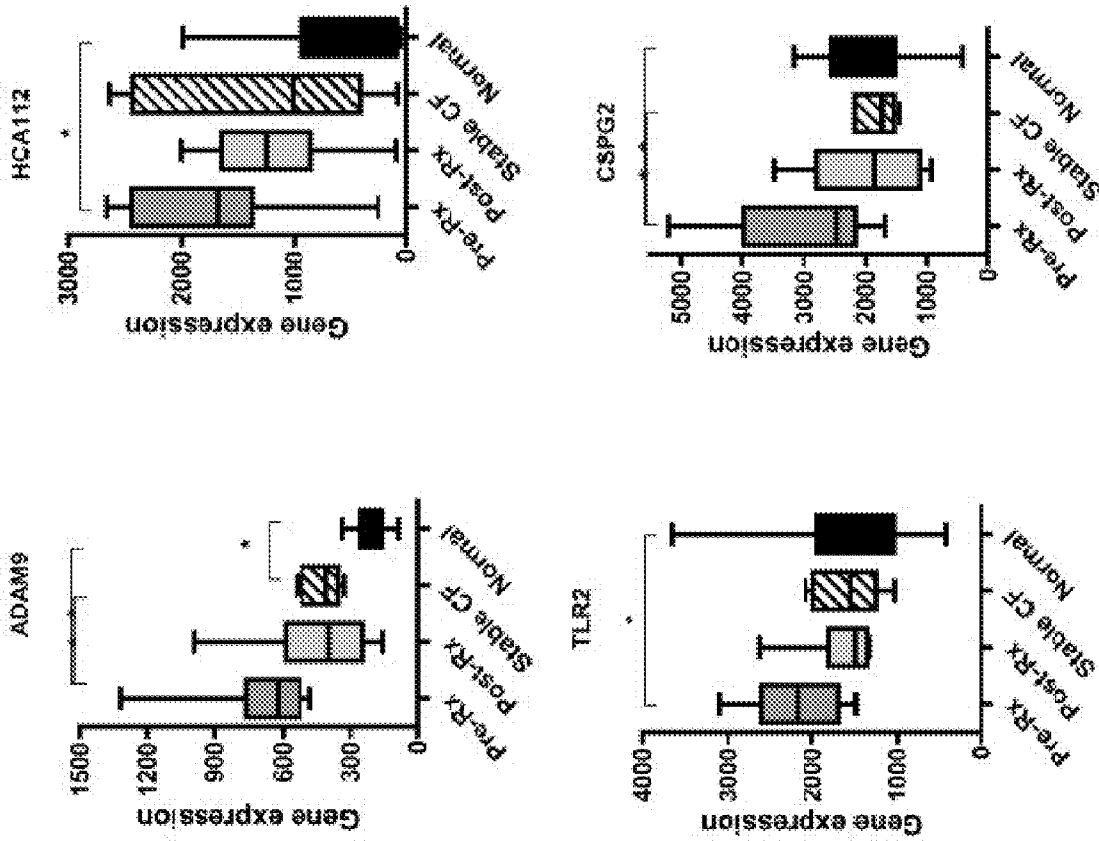 ADAM9
*
Gene expression
1500
1200
900
600
300
0
Pre-Rx
Post-Rx
Stable CF
Normal
HCA112
*
Gene expression
3000
2000
1000
0
Pre-Rx
Post-Rx
Stable CF
Normal
TLR2
Gene expression
4000
3000
2000
1000
0
Pre-Rx
Post-Rx
Stable CF
Normal
CSPG2
Gene expression
5000
4000
3000
2000
1000
0
Pre-Rx
Post-Rx
Stable CF
Normal